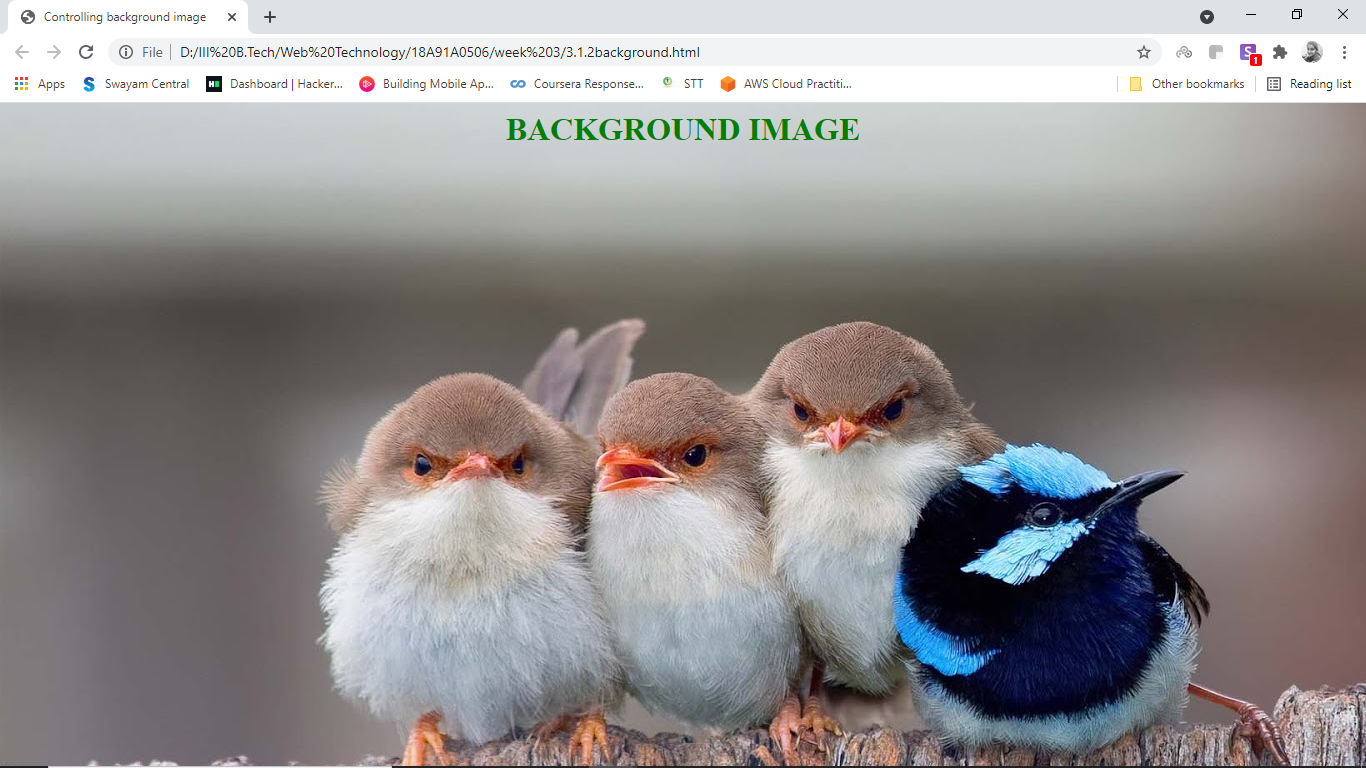 Controlling background image
File D:/III%20B.Tech/Web%20Technology/18A91A0506/week%203/3.1.2background.html
S 1
Apps S Swayam Central H Dashboard | Hacker... Building Mobile Ap... Coursera Response... STT AWS Cloud Practiti... Other bookmarks Reading list
BACKGROUND IMAGE